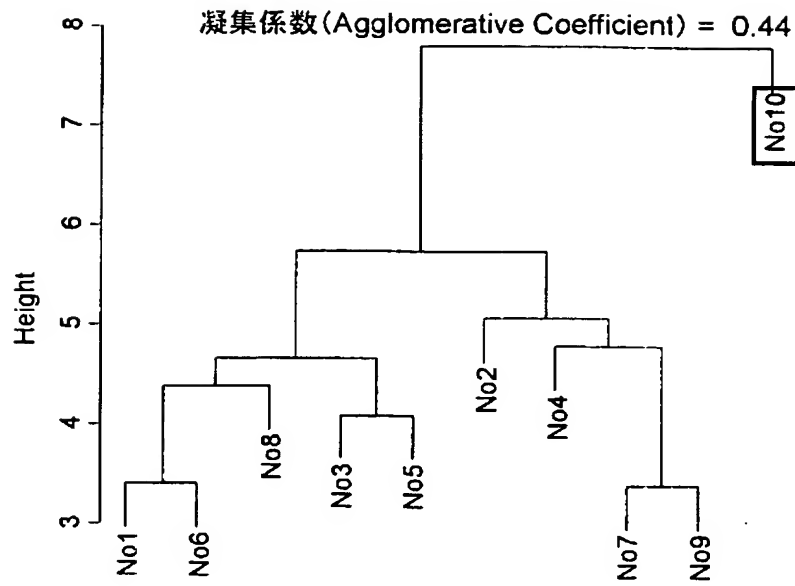 凝集係数(Agglomerative Coefficient) = 0.44
8
7
6
5
4
3
Height
No10
No2
No4
No8
No3
No5
No1
No6
No7
No9